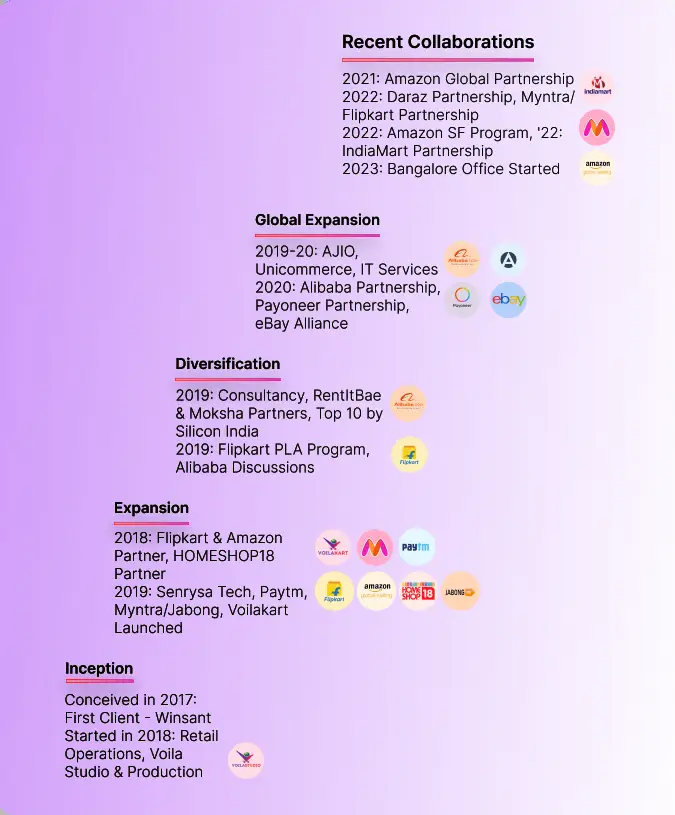 Recent Collaborations
2021: Amazon Global Partnership
2022: Daraz Partnership, Myntra/
Flipkart Partnership
2022: Amazon SF Program, '22:
IndiaMart Partnership
2023: Bangalore Office Started
indiamart
amazon
global selling
Global Expansion
2019-20: AJIO,
Unicommerce, IT Services
2020: Alibaba Partnership,
Payoneer Partnership,
eBay Alliance
Alibaba.com
A
Payoneer
ebay
Diversification
2019: Consultancy, RentItBae
& Moksha Partners, Top 10 by
Silicon India
2019: Flipkart PLA Program,
Alibaba Discussions
Alibaba.com
Flipkart
Expansion
2018: Flipkart & Amazon
Partner, HOMESHOP18
Partner
2019: Senrysa Tech, Paytm,
Myntra/Jabong, Voilakart
Launched
VOILAKART
paytm
Flipkart
amazon
global selling
HOME
SHOP 18
JABONG
Inception
Conceived in 2017:
First Client - Winsant
Started in 2018: Retail
Operations, Voila
Studio & Production
VOILASTUDIO